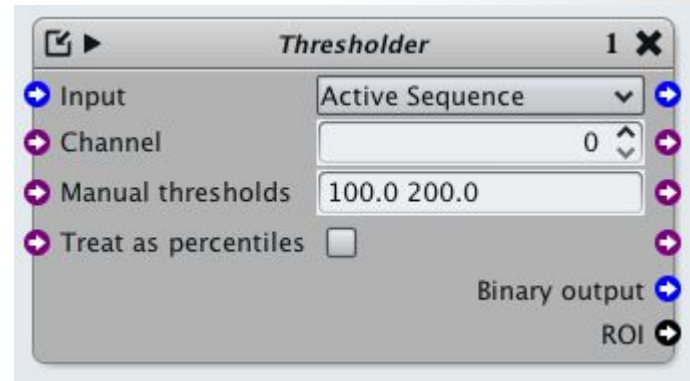 Thresholder 1
Input Active Sequence
Channel 0
Manual thresholds 100.0 200.0
Treat as percentiles
Binary output
ROI